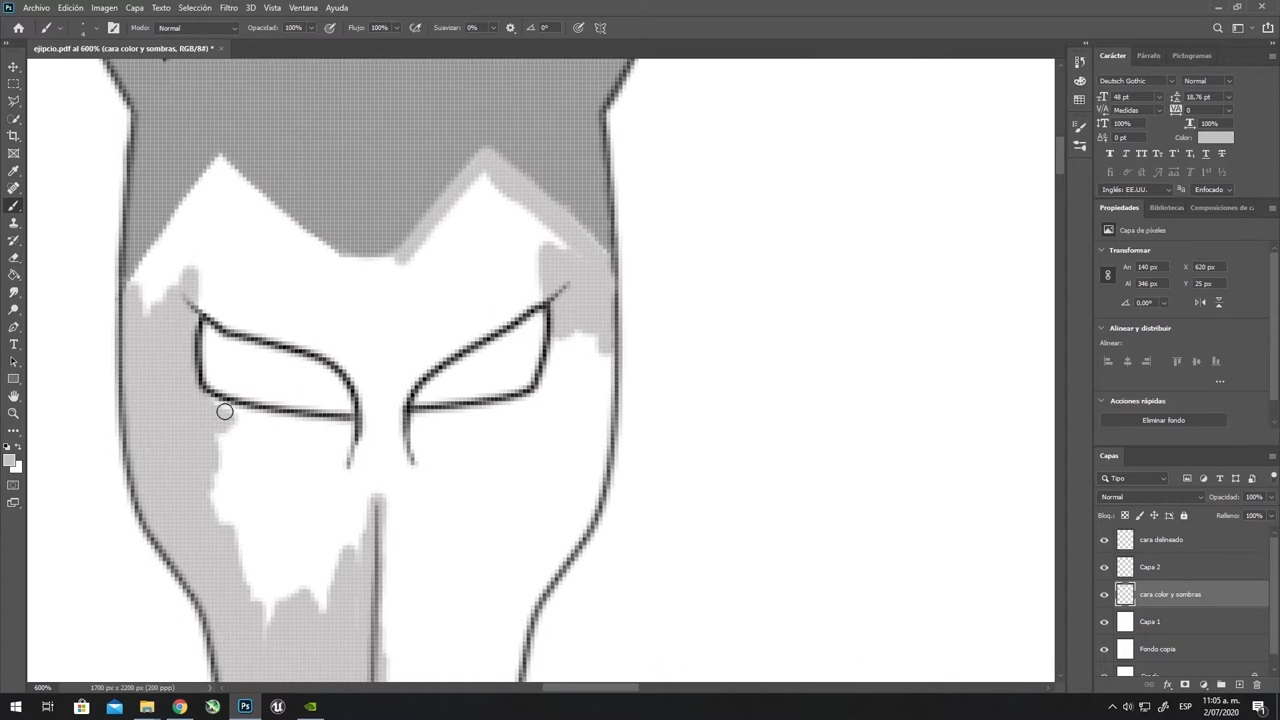 Archivo Edición Imagen Capa Texto Selección Filtro 3D Vista Ventana Ayuda
4 Modo: Normal Opacidad: 100% Flujo: 100% Suavizar: 0% 0°
ejipcio.pdf al 600% (cara color y sombras, RGB/8#) * ×
Carácter Párrafo Pictogramas
Deutsch Gothic Normal
48 pt 18,76 pt
Medidas 0
100% 100%
0 pt Color:
Inglés: EE.UU. Enfocado
Propiedades Bibliotecas Composiciones de ca
Capa de píxeles
Transformar
An 140 px X 620 px
Al 346 px Y 25 px
0,00°
Alinear y distribuir
Alinear:
Acciones rápidas
Eliminar fondo
Capas
Tipo
Normal Opacidad: 100%
Bloq.: Relleno: 100%
cara delineado
Capa 2
cara color y sombras
Capa 1
Fondo copia
600% 1700 px x 2200 px (200 ppp)
ESP 11:05 a. m.
2/07/2020